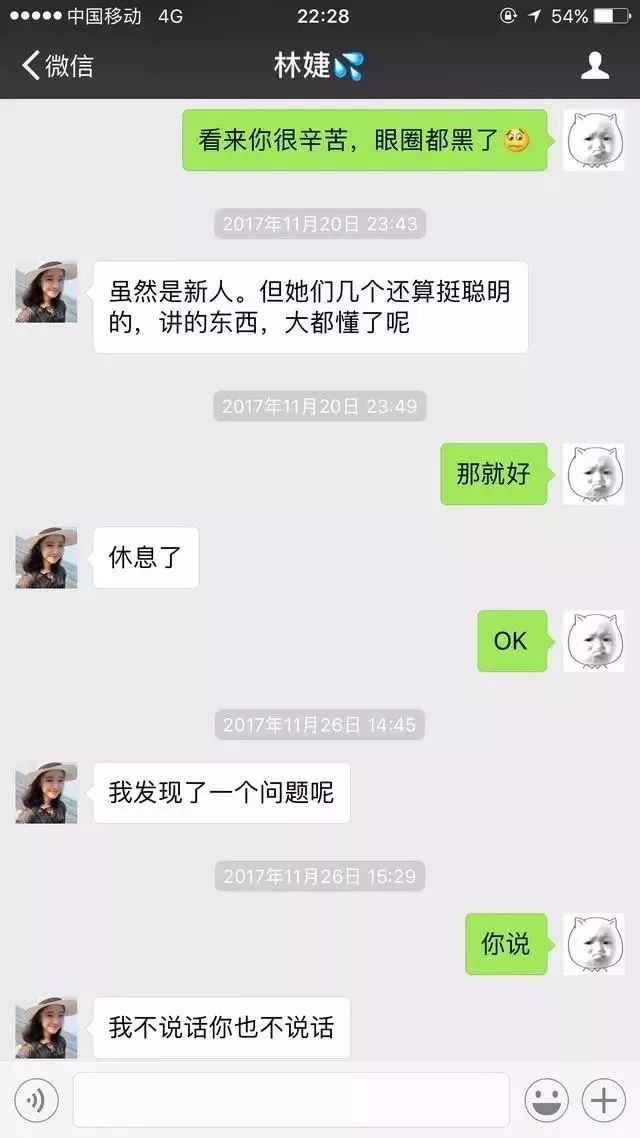 中国移动 4G 22:28 54%
微信 林婕💦
看来你很辛苦，眼圈都黑了
2017年11月20日 23:43
虽然是新人。但她们几个还算挺聪明
的，讲的东西，大都懂了呢
2017年11月20日 23:49
那就好
休息了
OK
2017年11月26日 14:45
我发现了一个问题呢
2017年11月26日 15:29
你说
我不说话你也不说话